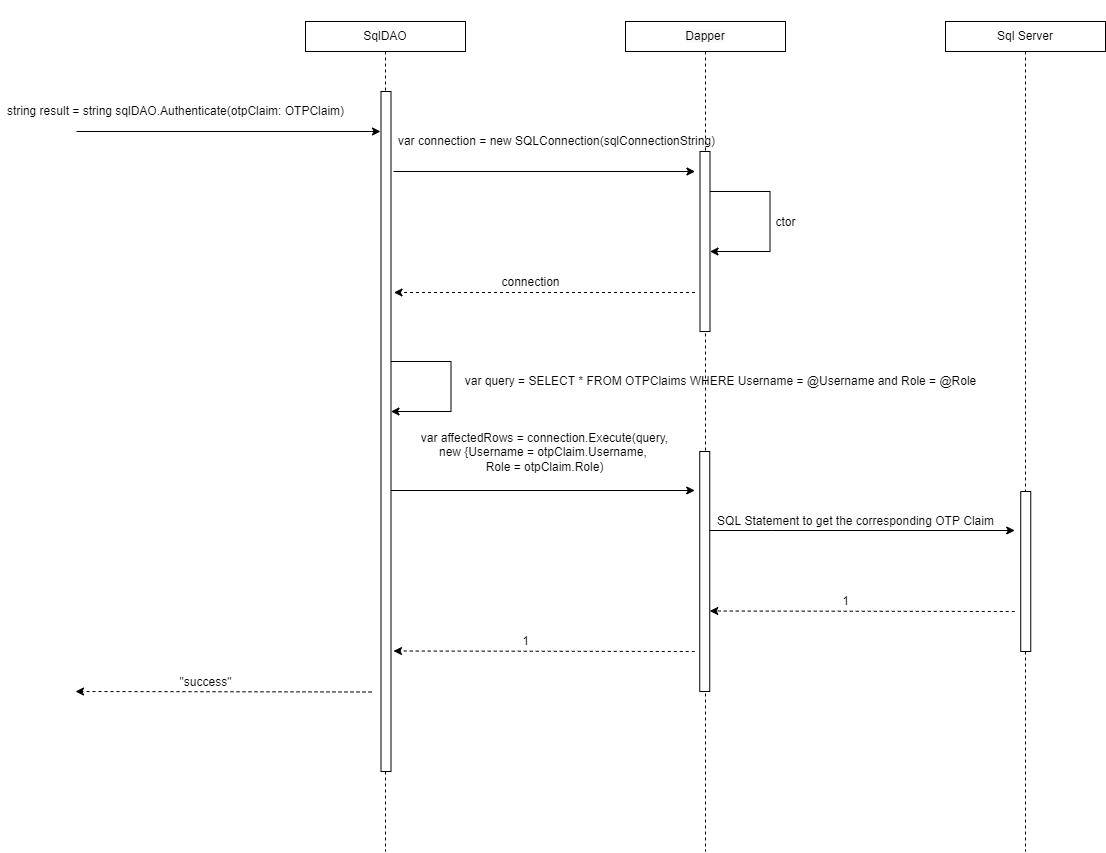 SqlDAO
Dapper
Sql Server
string result = string sqlDAO.Authenticate(otpClaim: OTPClaim)
var connection = new SQLConnection(sqlConnectionString)
ctor
connection
var query = SELECT * FROM OTPClaims WHERE Username = @Username and Role = @Role
var affectedRows = connection.Execute(query,
new {Username = otpClaim.Username,
Role = otpClaim.Role)
SQL Statement to get the corresponding OTP Claim
1
1
"success"